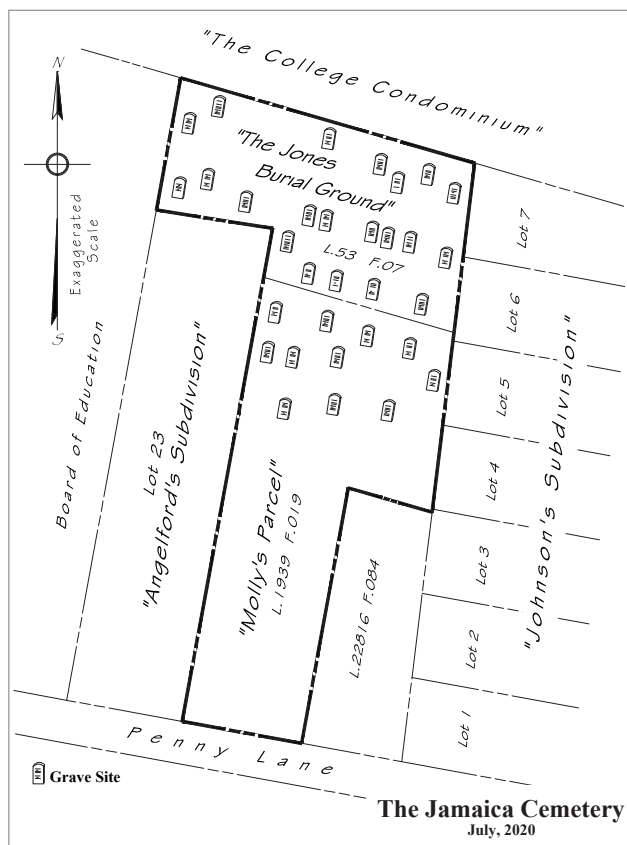 "The College Condominium"
N
Exaggerated
Scale
S
"The Jones
Burial Ground"
L.53 F.07
Lot 7
Lot 6
Lot 5
Lot 4
Lot 3
Lot 2
Lot 1
"Johnson's Subdivision"
Board of Education
Lot 23
"Angelford's Subdivision"
"Molly's Parcel"
L.1939 F.019
L.22816 F.084
Penny Lane
Grave Site
The Jamaica Cemetery
July, 2020